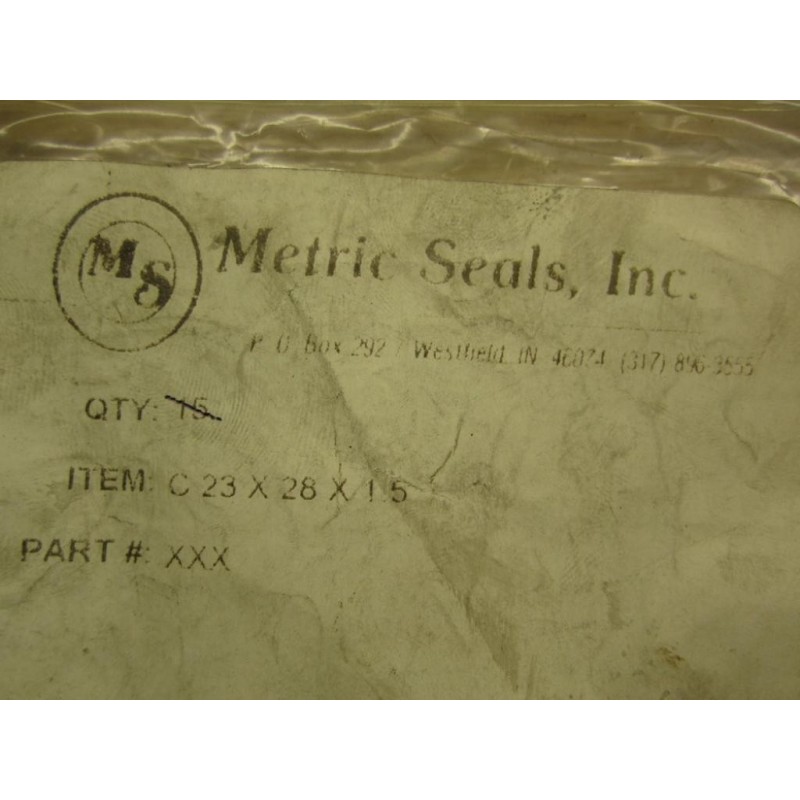 MS
Metric Seals, Inc.
P. O. Box 292 / Westfield, IN 46074 (317) 896-3555
QTY: 15
ITEM: C 23 X 28 X 1.5
PART #: XXX